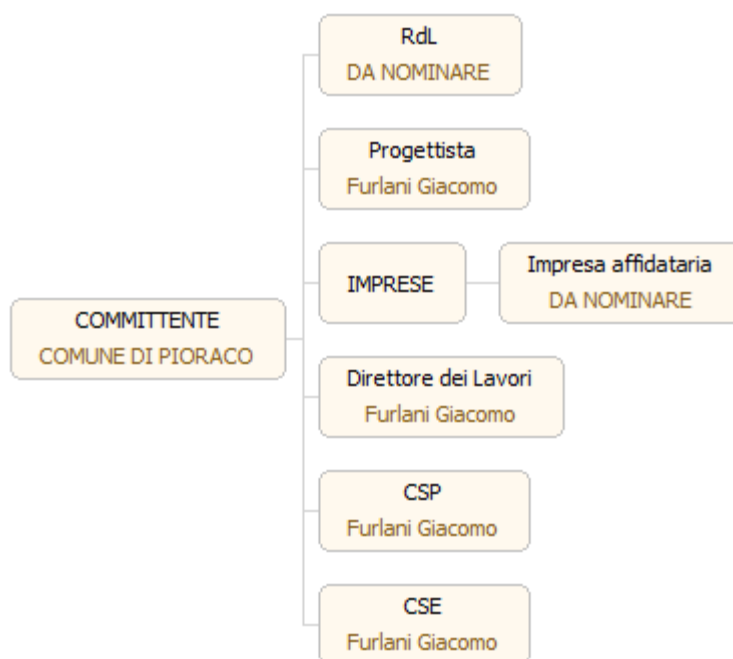 RdL
DA NOMINARE
Progettista
Furlani Giacomo
IMPRESE
Impresa affidataria
DA NOMINARE
COMMITTENTE
COMUNE DI PIORACO
Direttore dei Lavori
Furlani Giacomo
CSP
Furlani Giacomo
CSE
Furlani Giacomo